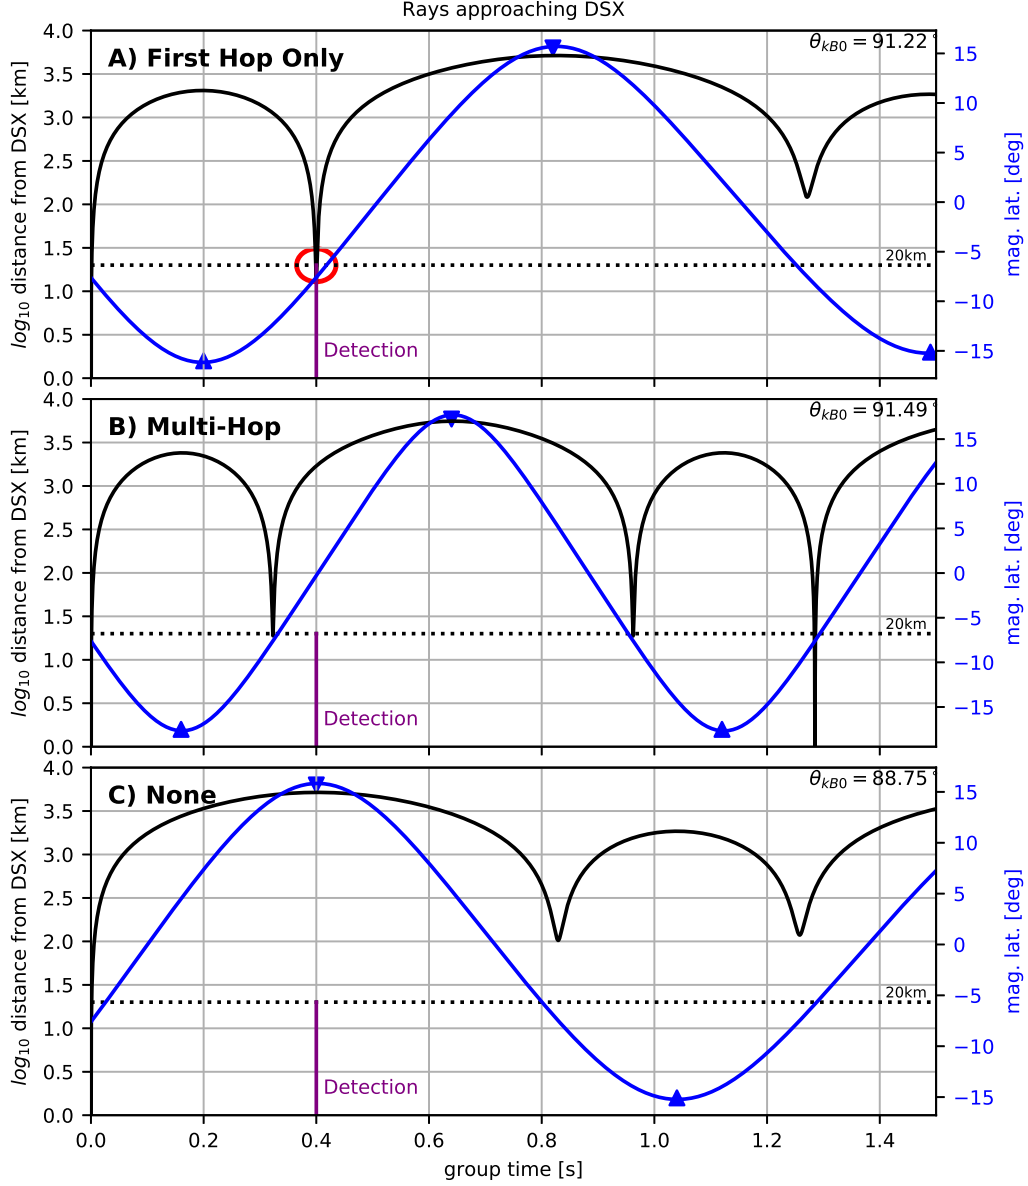 Rays approaching DSX
A) First Hop Only
θkB0 = 91.22°
log10 distance from DSX [km]
4.0
3.5
3.0
2.5
2.0
1.5
1.0
0.5
0.0
20km
Detection
15
10
5
0
−5
−10
−15
mag. lat. [deg]
B) Multi-Hop
θkB0 = 91.49°
log10 distance from DSX [km]
4.0
3.5
3.0
2.5
2.0
1.5
1.0
0.5
0.0
20km
Detection
15
10
5
0
−5
−10
−15
mag. lat. [deg]
C) None
θkB0 = 88.75°
log10 distance from DSX [km]
4.0
3.5
3.0
2.5
2.0
1.5
1.0
0.5
0.0
20km
Detection
15
10
5
0
−5
−10
−15
mag. lat. [deg]
0.0 0.2 0.4 0.6 0.8 1.0 1.2 1.4
group time [s]